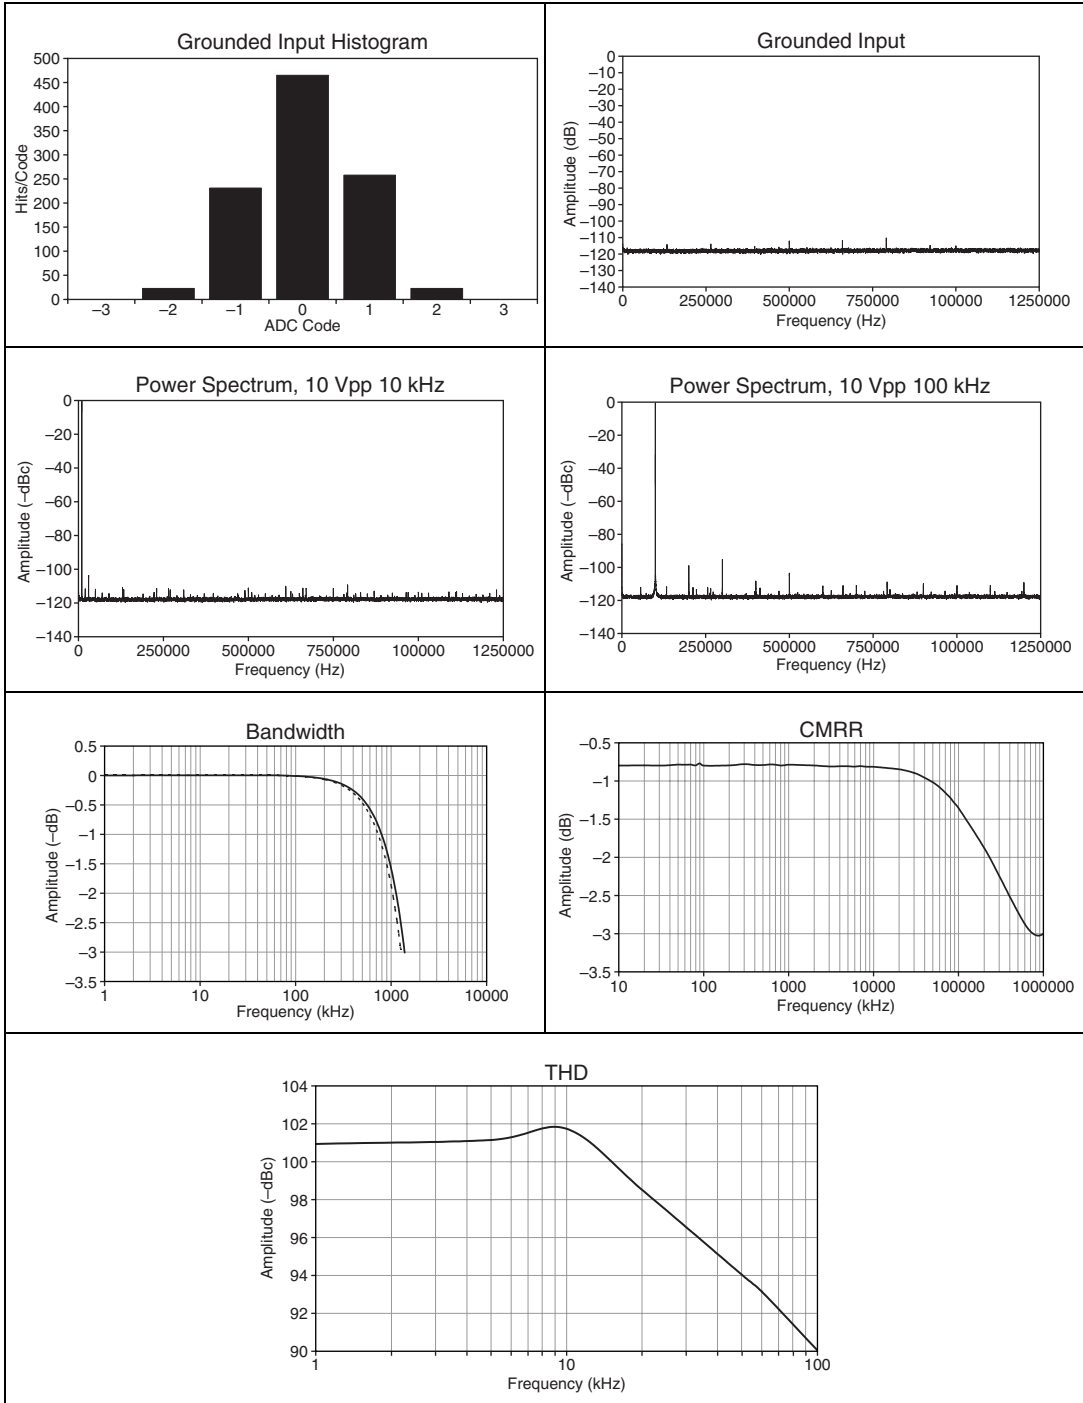 Grounded Input Histogram
500
450
400
350
300
250
200
150
100
50
0
Hits/Code
–3 –2 –1 0 1 2 3
ADC Code
Grounded Input
0
–10
–20
–30
–40
–50
–60
–70
–80
–90
–100
–110
–120
–130
–140
Amplitude (dB)
0 250000 500000 750000 100000 1250000
Frequency (Hz)
Power Spectrum, 10 Vpp 10 kHz
0
–20
–40
–60
–80
–100
–120
–140
Amplitude (–dBc)
0 250000 500000 750000 100000 1250000
Frequency (Hz)
Power Spectrum, 10 Vpp 100 kHz
0
–20
–40
–60
–80
–100
–120
–140
Amplitude (–dBc)
0 250000 500000 750000 100000 1250000
Frequency (Hz)
Bandwidth
0.5
0
–0.5
–1
–1.5
–2
–2.5
–3
–3.5
Amplitude (–dB)
1 10 100 1000 10000
Frequency (kHz)
CMRR
–0.5
–1
–1.5
–2
–2.5
–3
–3.5
Amplitude (dB)
10 100 1000 10000 100000 1000000
Frequency (kHz)
THD
104
102
100
98
96
94
92
90
Amplitude (–dBc)
1 10 100
Frequency (kHz)